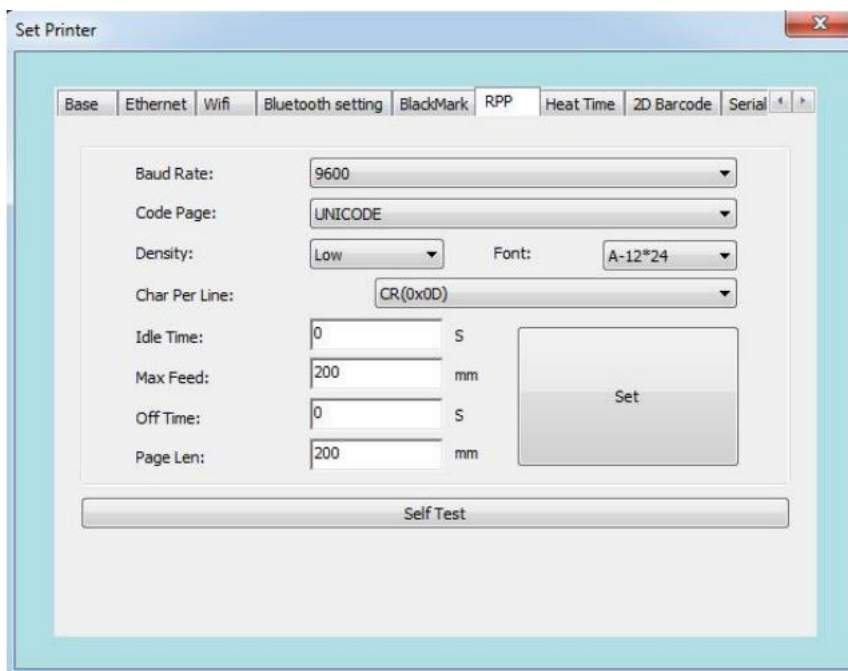 Set Printer
Base Ethernet Wifi Bluetooth setting BlackMark RPP Heat Time 2D Barcode Serial
Baud Rate: 9600
Code Page: UNICODE
Density: Low Font: A-12*24
Char Per Line: CR(0x0D)
Idle Time: 0 S
Max Feed: 200 mm
Off Time: 0 S
Page Len: 200 mm
Set
Self Test